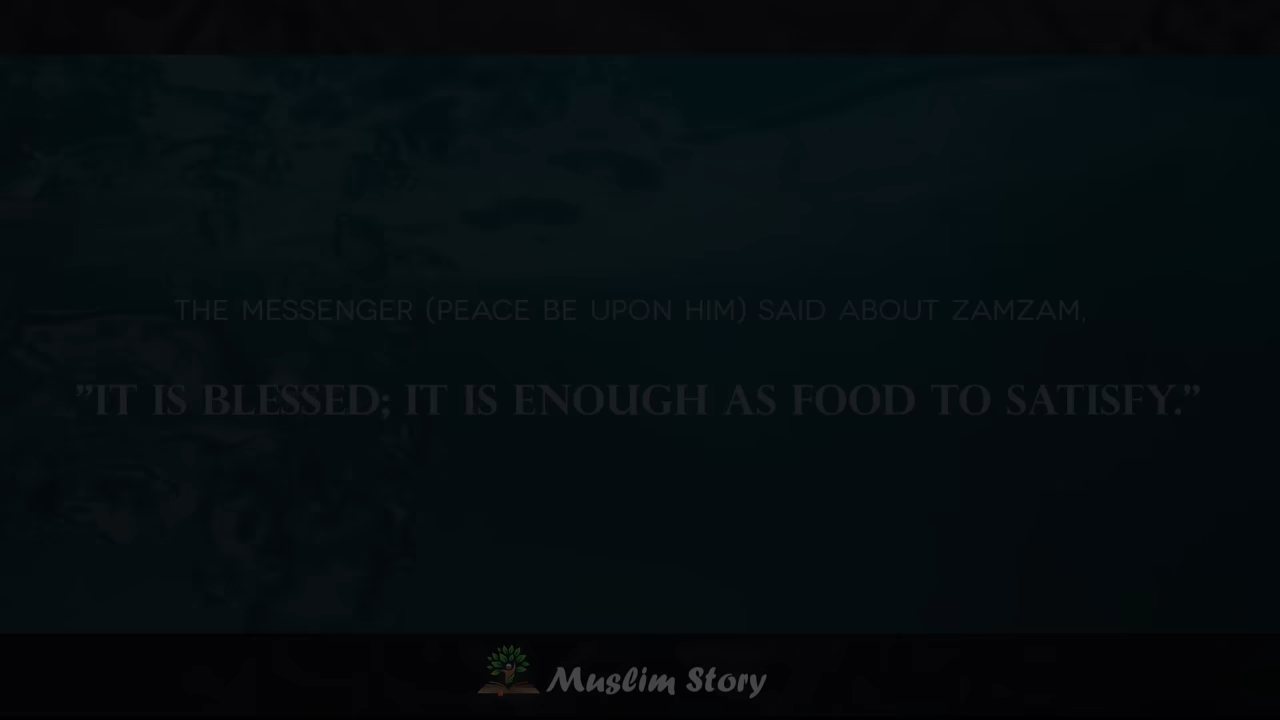 THE MESSENGER (PEACE BE UPON HIM) SAID ABOUT ZAMZAM,
”IT IS BLESSED; IT IS ENOUGH AS FOOD TO SATISFY.”
Muslim Story